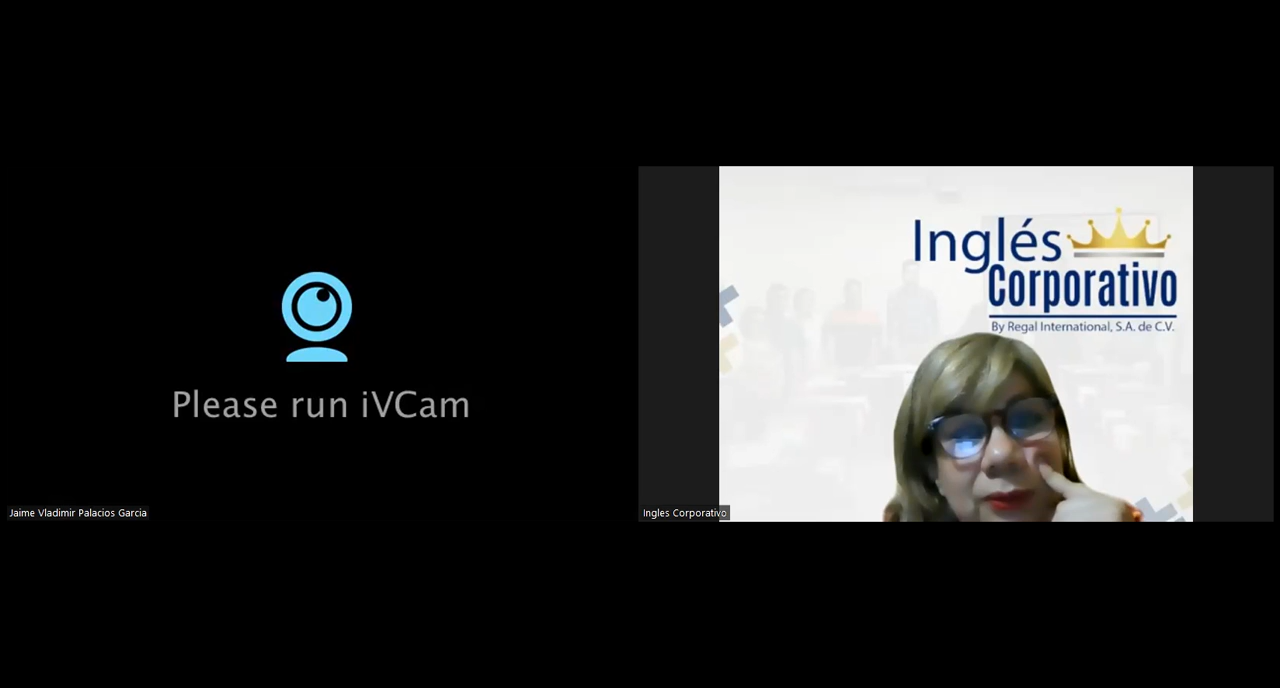 Please run iVCam
Jaime Vladimir Palacios Garcia
Inglés
Corporativo
By Regal International, S.A. de C.V.
Ingles Corporativo